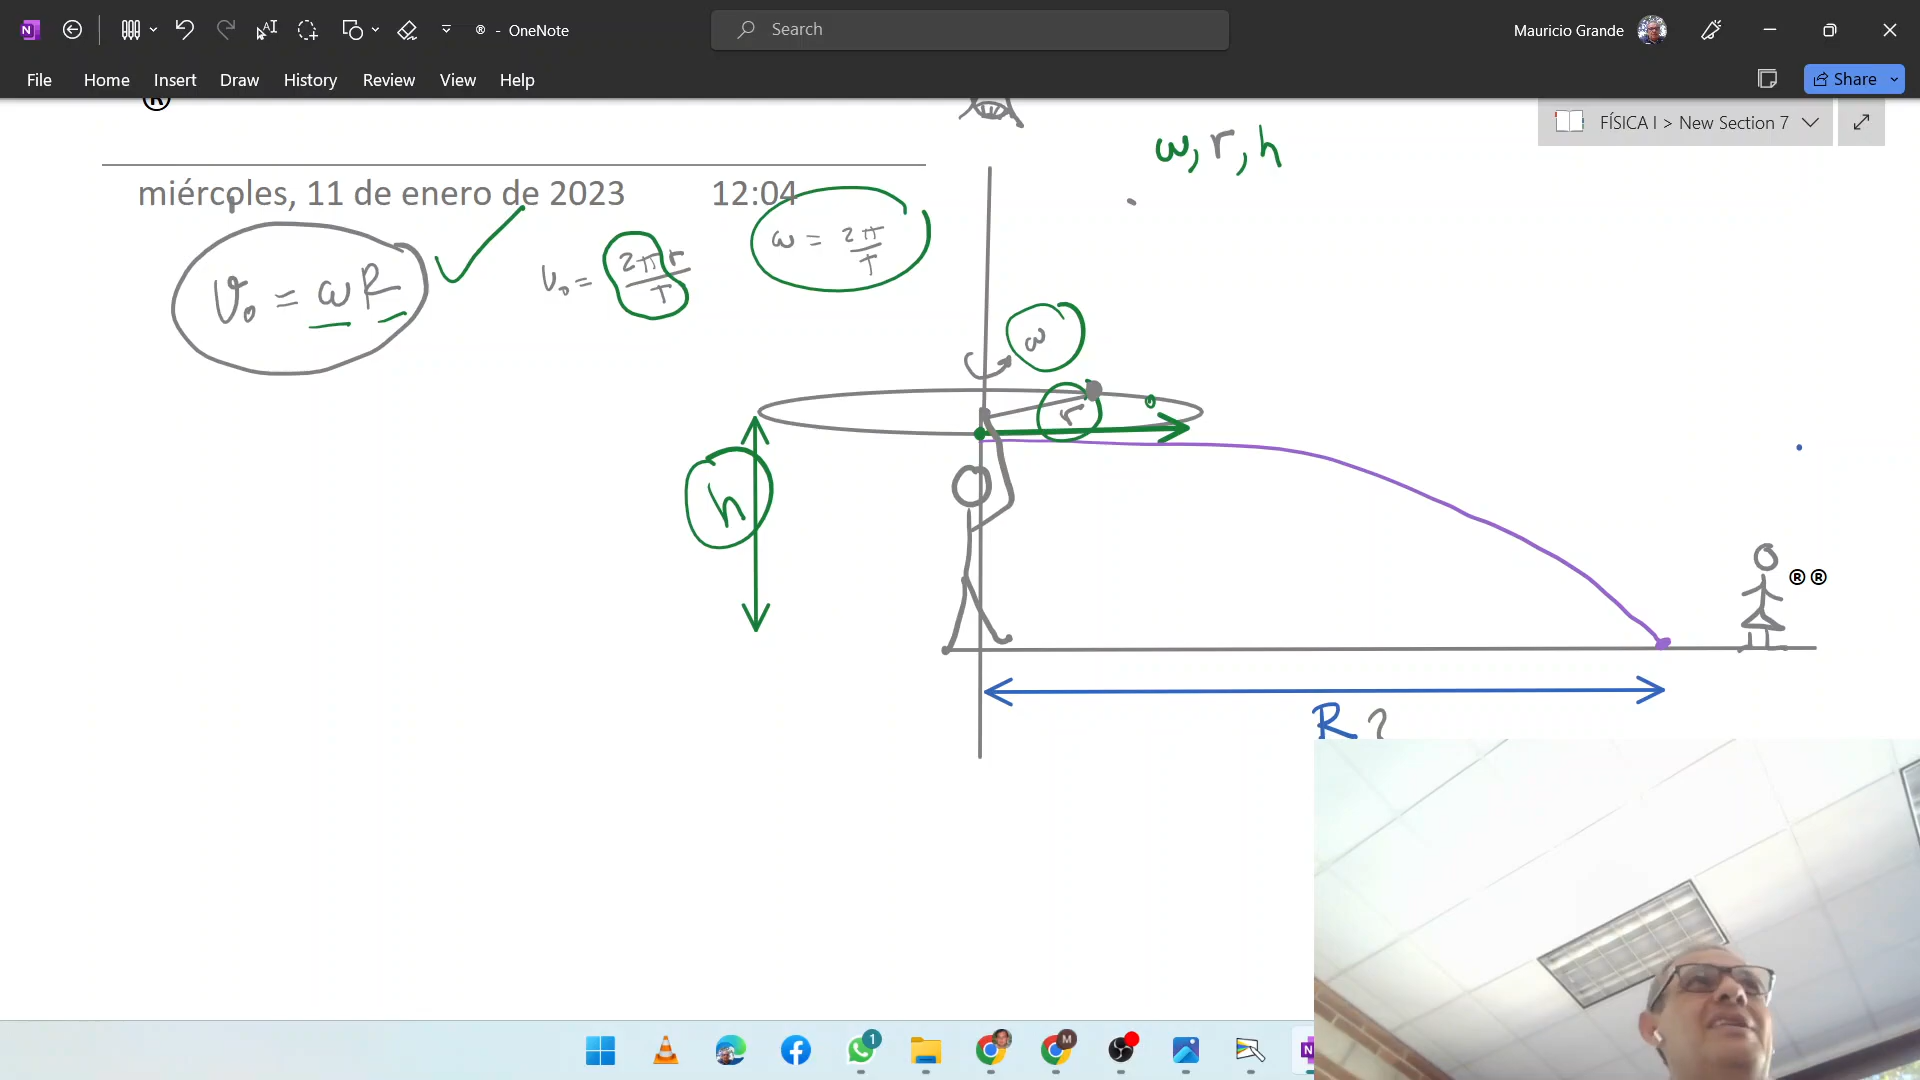 ® - OneNote
Search
Mauricio Grande
File Home Insert Draw History Review View Help
Share
®
FÍSICA I > New Section 7
miércoles, 11 de enero de 2023 12:04
ω, r, h
v₀ = ωR
v₀ = 2πr/T
ω = 2π/T
ω
r
h
®®
R?
1
M